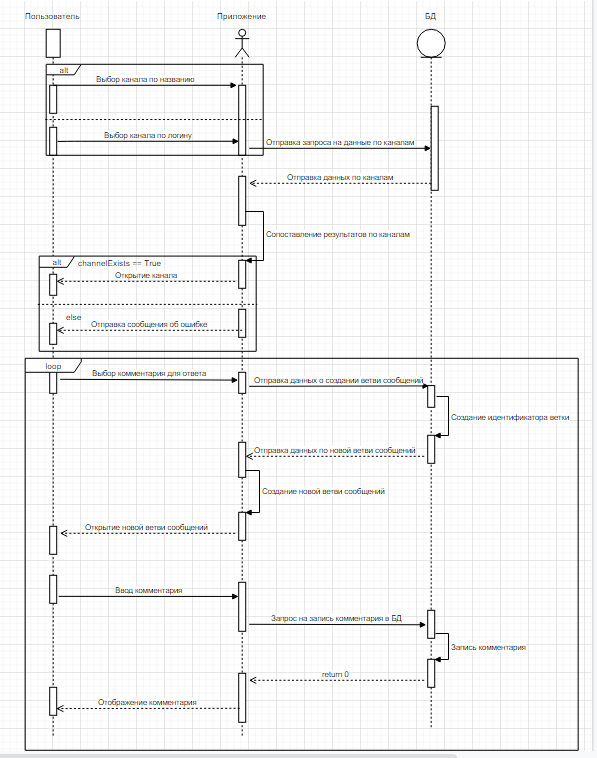 Пользователь
Приложение
БД
alt
Выбор канала по названию
Выбор канала по логину
Отправка запроса на данные по каналам
Отправка данных по каналам
Сопоставление результатов по каналам
alt
channelExists == True
Открытие канала
else
Отправка сообщения об ошибке
loop
Выбор комментария для ответа
Отправка данных о создании ветви сообщений
Создание идентификатора ветки
Отправка данных по новой ветви сообщений
Создание новой ветви сообщений
Открытие новой ветви сообщений
Ввод комментария
Запрос на запись комментария в БД
Запись комментария
return 0
Отображение комментария